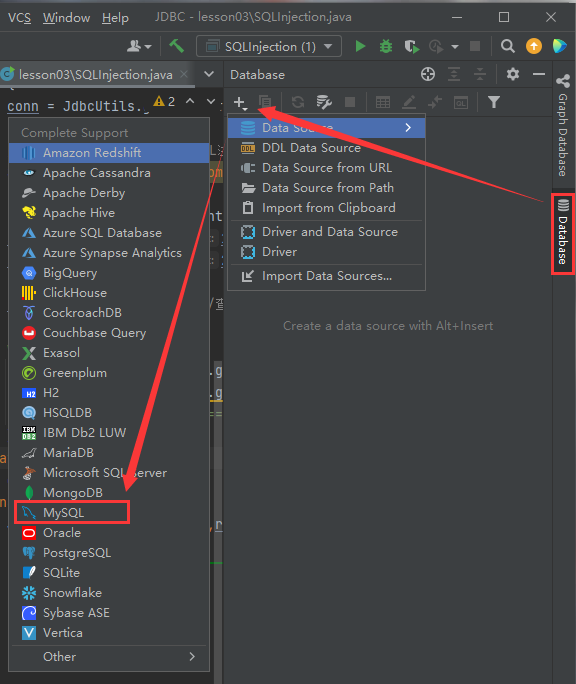 VCS Window Help JDBC - lesson03\SQLInjection.java
SQLInjection (1)
lesson03\SQLInjection.java
Database
conn = JdbcUtils.
2
Complete Support
Amazon Redshift
Apache Cassandra
Apache Derby
Apache Hive
Azure SQL Database
Azure Synapse Analytics
BigQuery
ClickHouse
CockroachDB
Couchbase Query
Exasol
Greenplum
H2
HSQLDB
IBM Db2 LUW
MariaDB
Microsoft SQL Server
MongoDB
MySQL
Oracle
PostgreSQL
SQLite
Snowflake
Sybase ASE
Vertica
Other
Data Source
DDL Data Source
Data Source from URL
Data Source from Path
Import from Clipboard
Driver and Data Source
Driver
Import Data Sources...
Create a data source with Alt+Insert
Graph Database
Database